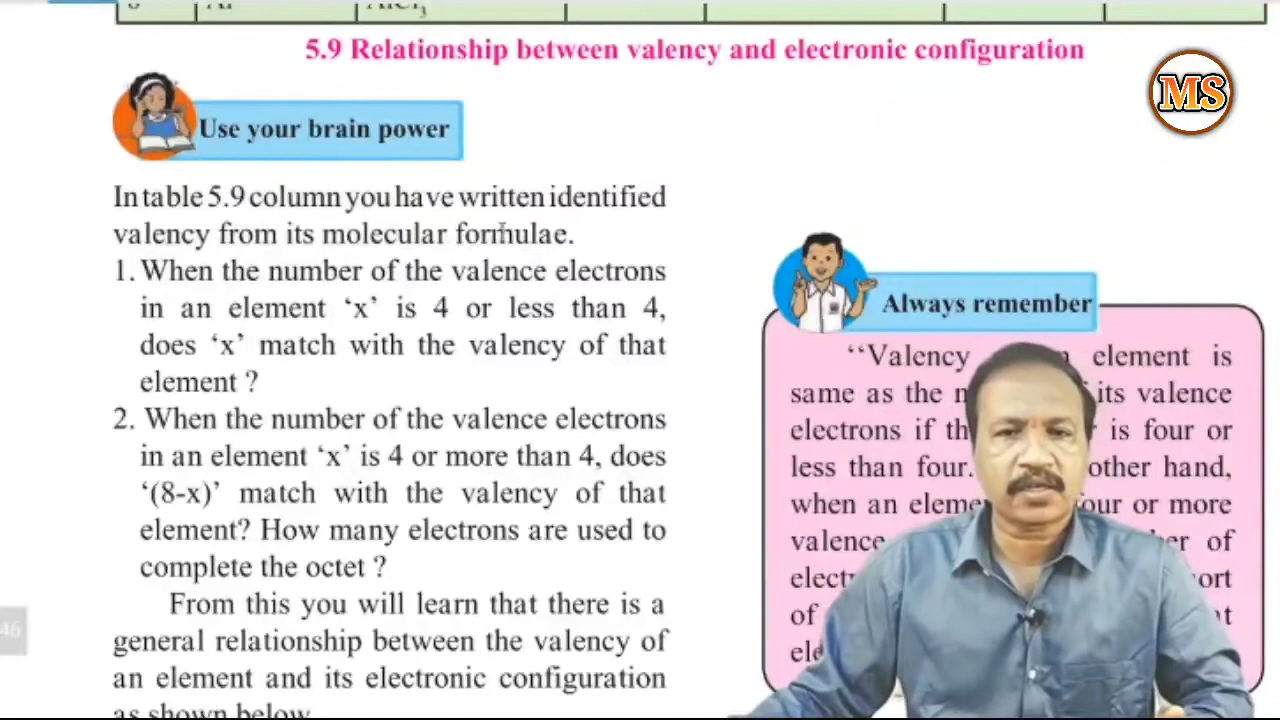 AlCl3
5.9 Relationship between valency and electronic configuration
MS
Use your brain power
In table 5.9 column you have written identified
valency from its molecular formulae.
1. When the number of the valence electrons
in an element ‘x’ is 4 or less than 4,
does ‘x’ match with the valency of that
element ?
2. When the number of the valence electrons
in an element ‘x’ is 4 or more than 4, does
‘(8-x)’ match with the valency of that
element? How many electrons are used to
complete the octet ?
From this you will learn that there is a
general relationship between the valency of
an element and its electronic configuration
as shown below
46
Always remember
‘‘Valency element is
same as the its valence
electrons if is four or
less than four. other hand,
when an four or more
valence of
of